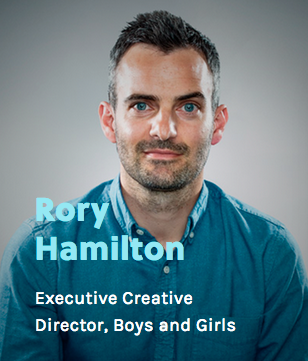 Rory
Hamilton
Executive Creative
Director, Boys and Girls